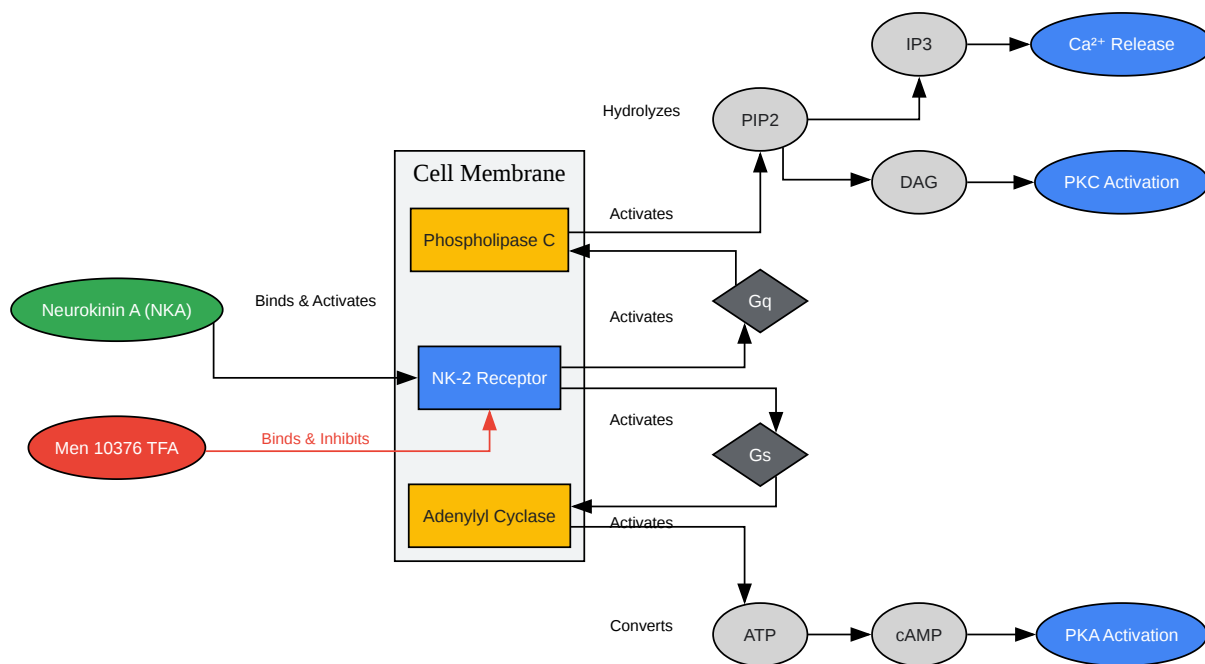 IP3
Ca²⁺ Release
Hydrolyzes
PIP2
Cell Membrane
DAG
PKC Activation
Activates
Phospholipase C
Binds & Activates
Neurokinin A (NKA)
Gq
Activates
NK-2 Receptor
Activates
Binds & Inhibits
Men 10376 TFA
Gs
Adenylyl Cyclase
Activates
Converts
ATP
cAMP
PKA Activation